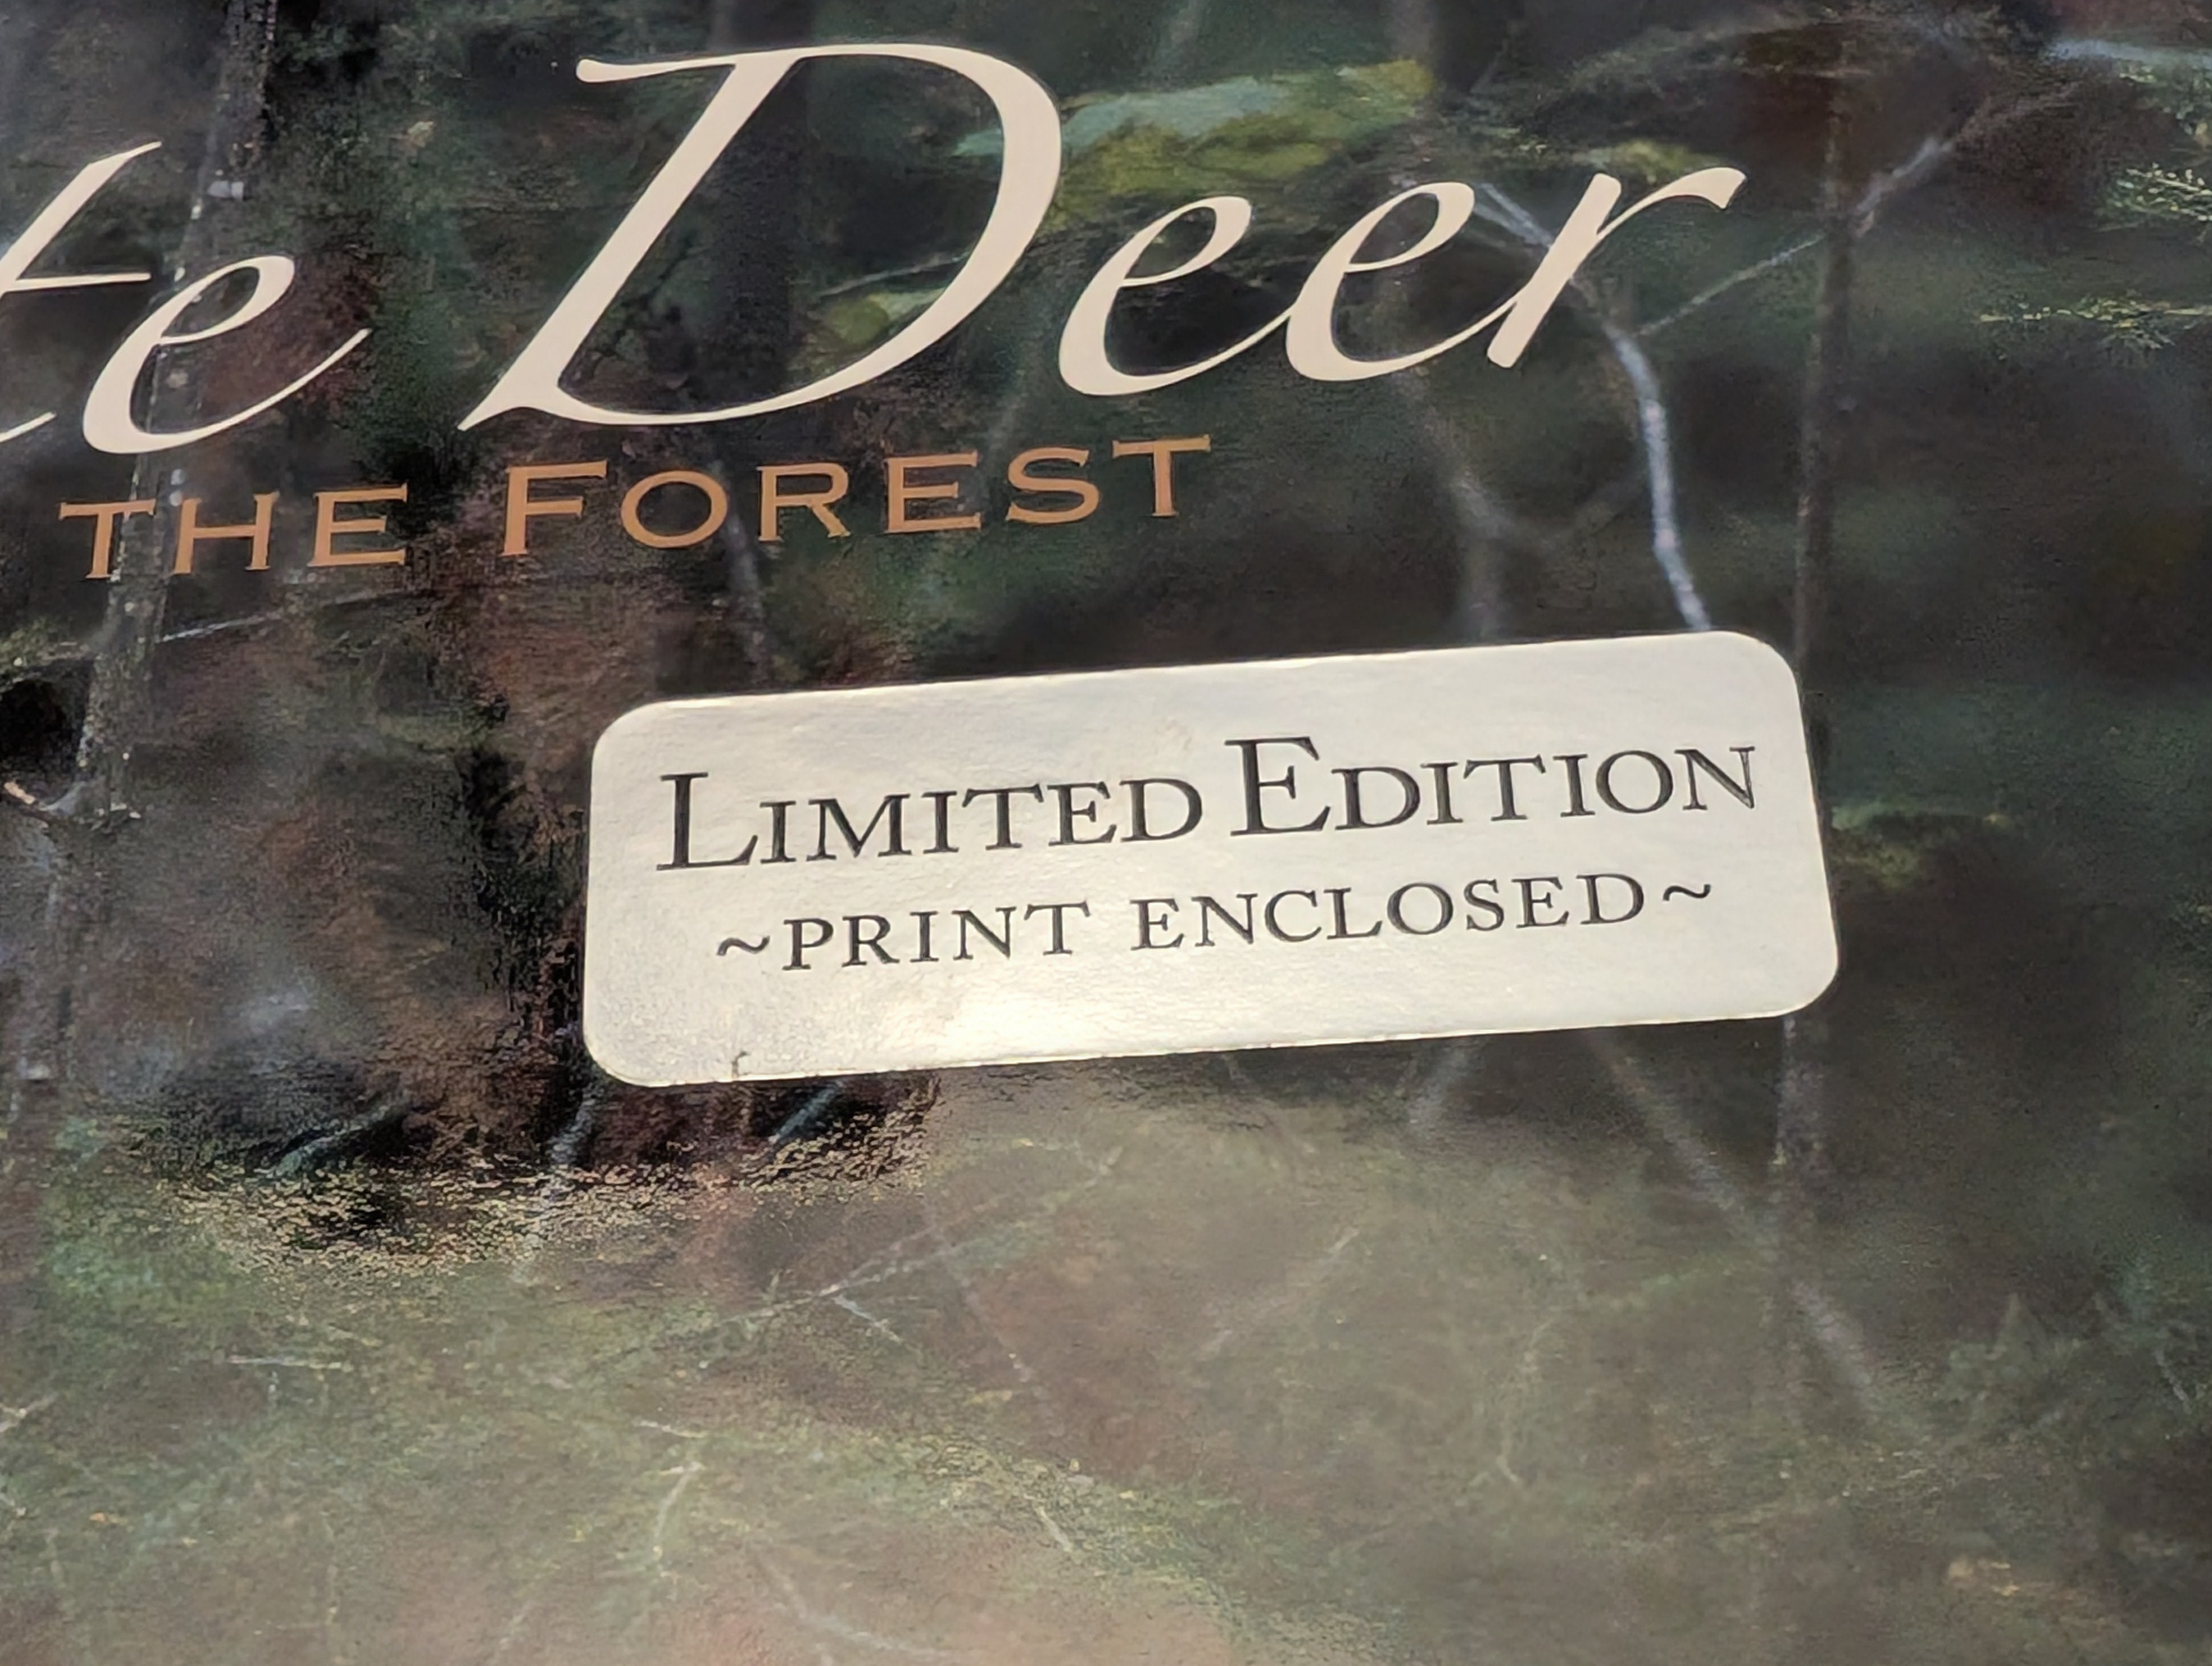 te Deer
THE FOREST
LIMITED EDITION
~PRINT ENCLOSED~